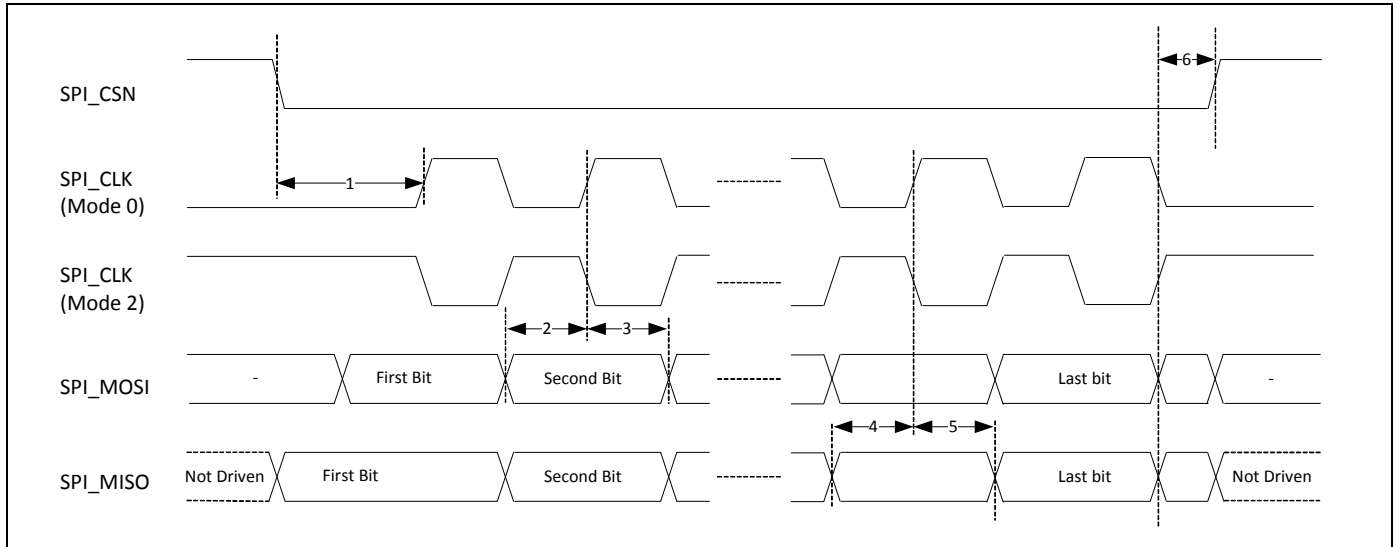 6
SPI_CSN
SPI_CLK
(Mode 0)
1
SPI_CLK
(Mode 2)
2 3
SPI_MOSI - First Bit Second Bit Last bit -
4 5
SPI_MISO Not Driven First Bit Second Bit Last bit Not Driven